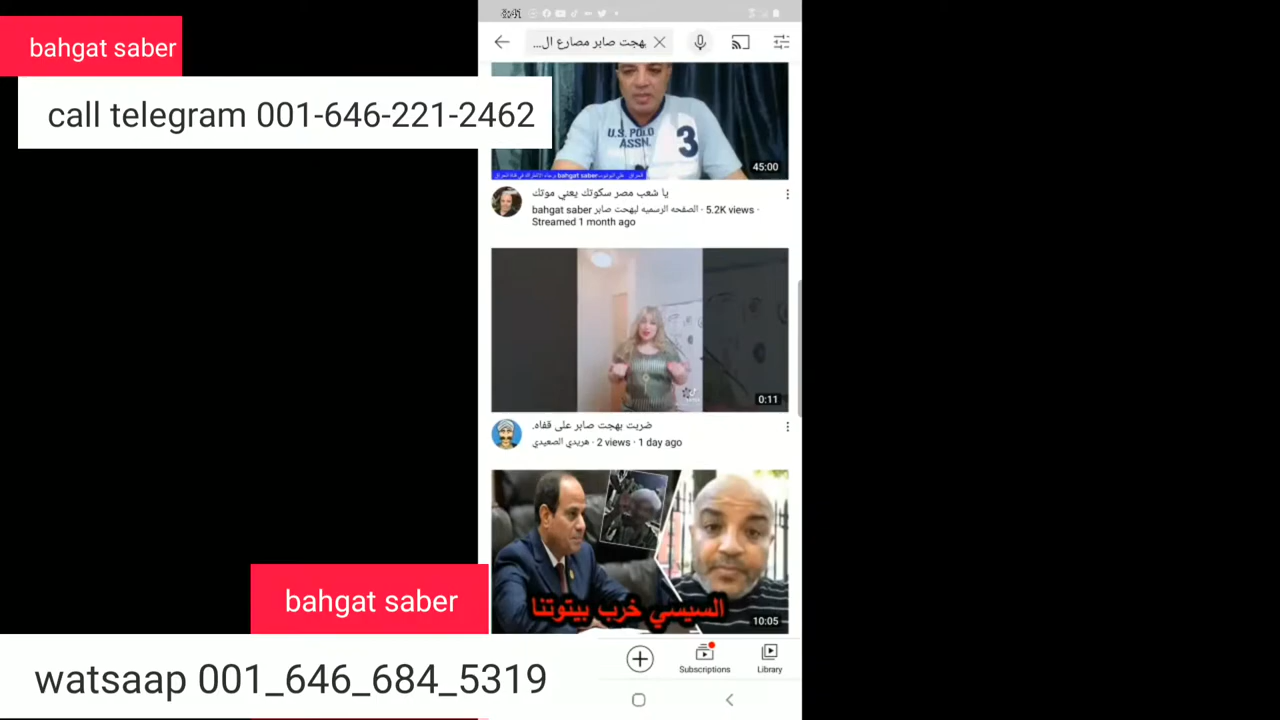 bahgat saber
call telegram 001-646-221-2462
بهجت صابر مصارع ال...
U.S. POLO
ASSN.
3
45:00
يا شعب مصر سكوتك يعني موتك
الصفحه الرسميه لبهجت صابر bahgat saber · 5.2K views ·
Streamed 1 month ago
0:11
ضربت بهجت صابر على قفاه.
هريدي الصعيدي · 2 views · 1 day ago
السيسي خرب بيتوتنا
10:05
bahgat saber
watsaap 001_646_684_5319
Subscriptions
Library